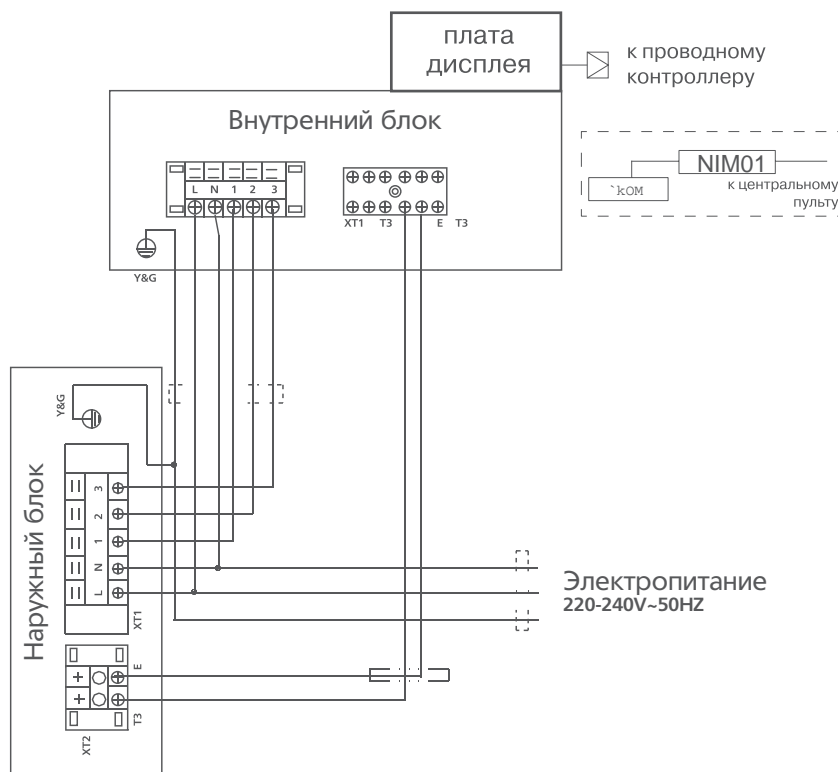 плата
дисплея
к проводному
контроллеру
Внутренний блок
NIM01
`kOM
к центральному
пульту
L N 1 2 3
XT1 T3 E T3
Y&G
Y&G
Наружный блок
3
2
1
N
L
XT1
Электропитание
220-240V~50HZ
E
T3
XT2